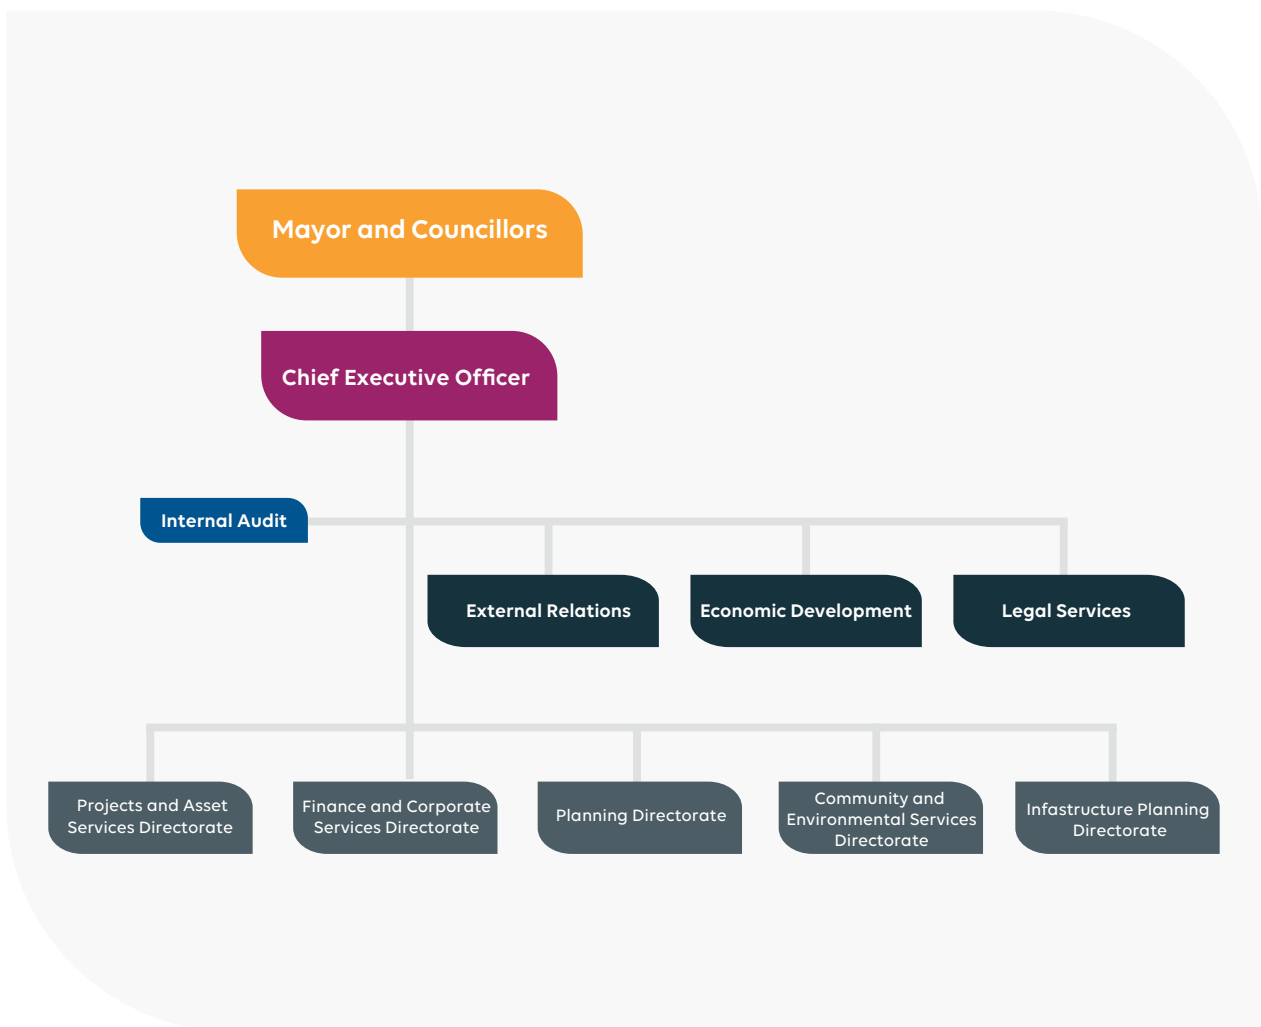 Mayor and Councillors
Chief Executive Officer
Internal Audit
External Relations
Economic Development
Legal Services
Projects and Asset
Services Directorate
Finance and Corporate
Services Directorate
Planning Directorate
Community and
Environmental Services
Directorate
Infastructure Planning
Directorate